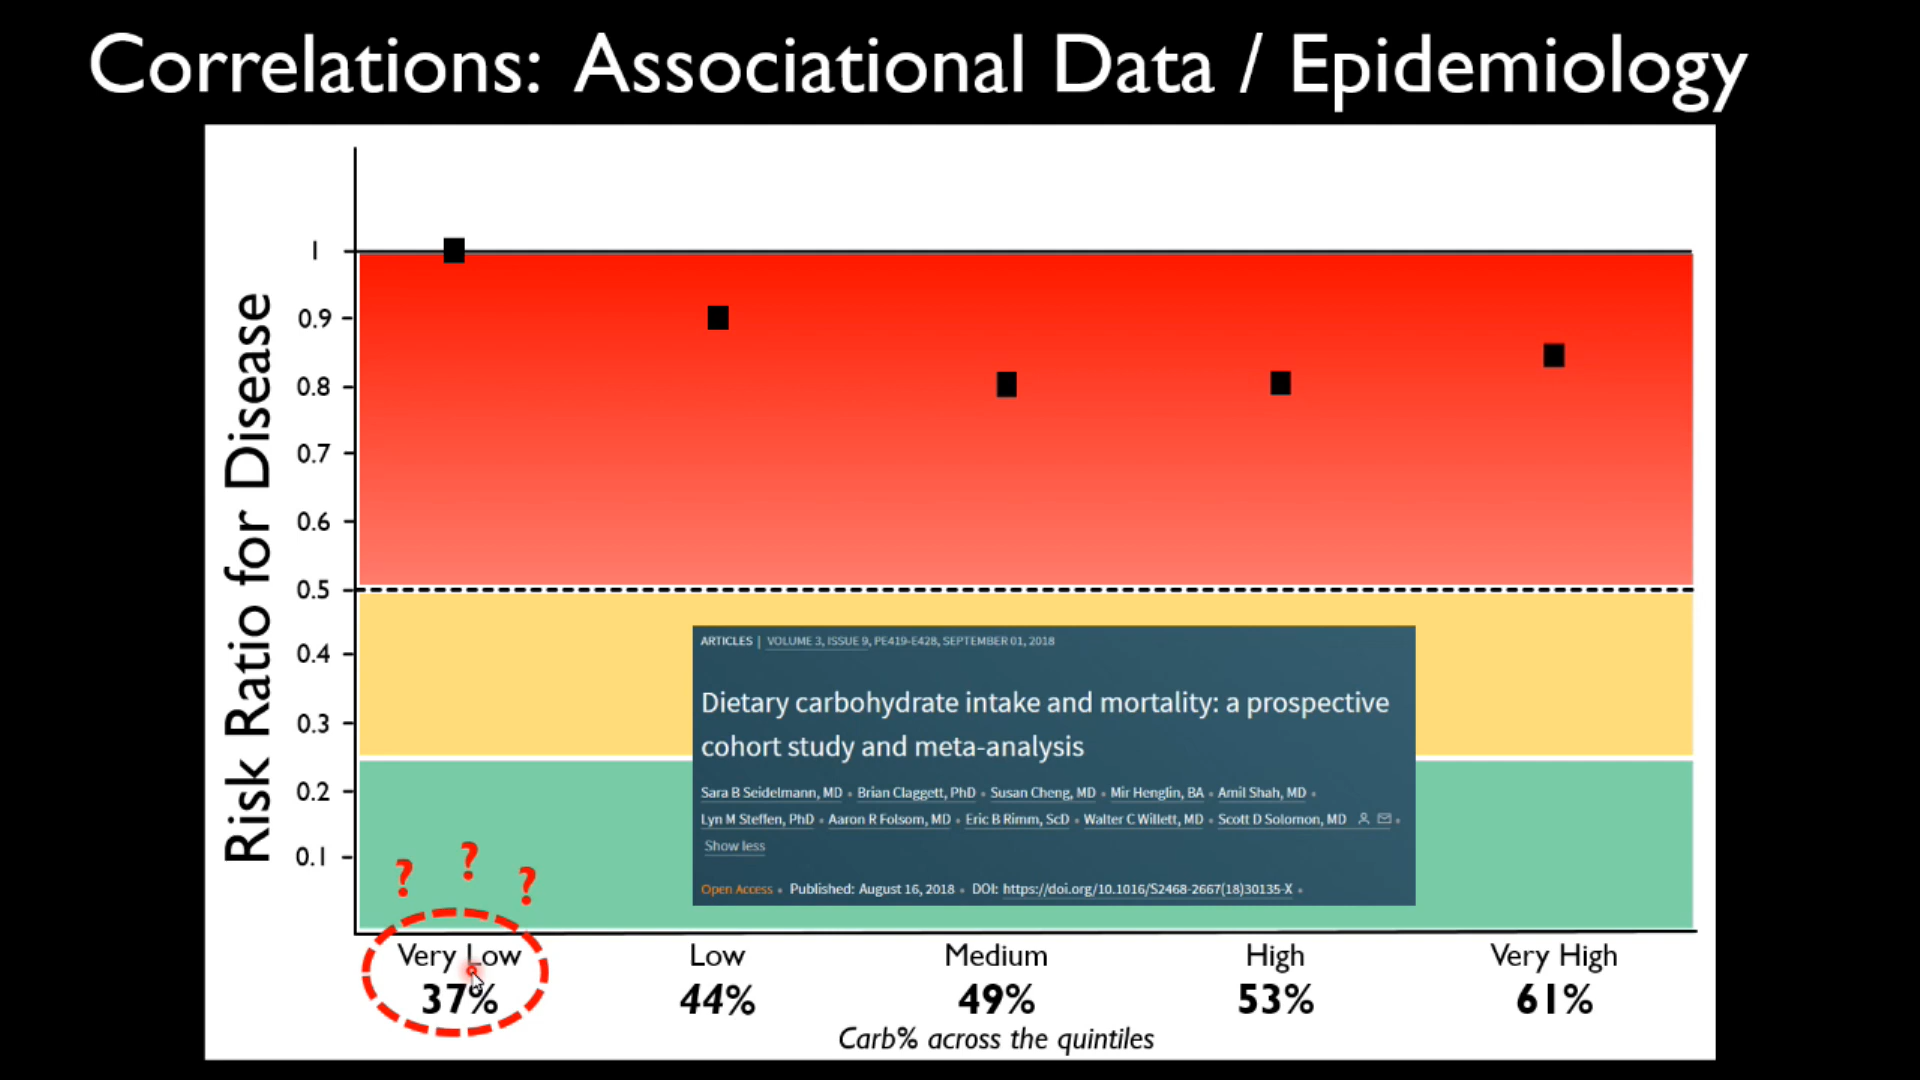 Correlations: Associational Data / Epidemiology
Risk Ratio for Disease
1
0.9
0.8
0.7
0.6
0.5
0.4
0.3
0.2
0.1
ARTICLES | VOLUME 3, ISSUE 9, PE419-E428, SEPTEMBER 01, 2018
Dietary carbohydrate intake and mortality: a prospective
cohort study and meta-analysis
Sara B Seidelmann, MD • Brian Claggett, PhD • Susan Cheng, MD • Mir Henglin, BA • Amil Shah, MD •
Lyn M Steffen, PhD • Aaron R Folsom, MD • Eric B Rimm, ScD • Walter C Willett, MD • Scott D Solomon, MD •
Show less
Open Access • Published: August 16, 2018 • DOI: https://doi.org/10.1016/S2468-2667(18)30135-X •
? ? ?
Very Low Low Medium High Very High
37% 44% 49% 53% 61%
Carb% across the quintiles